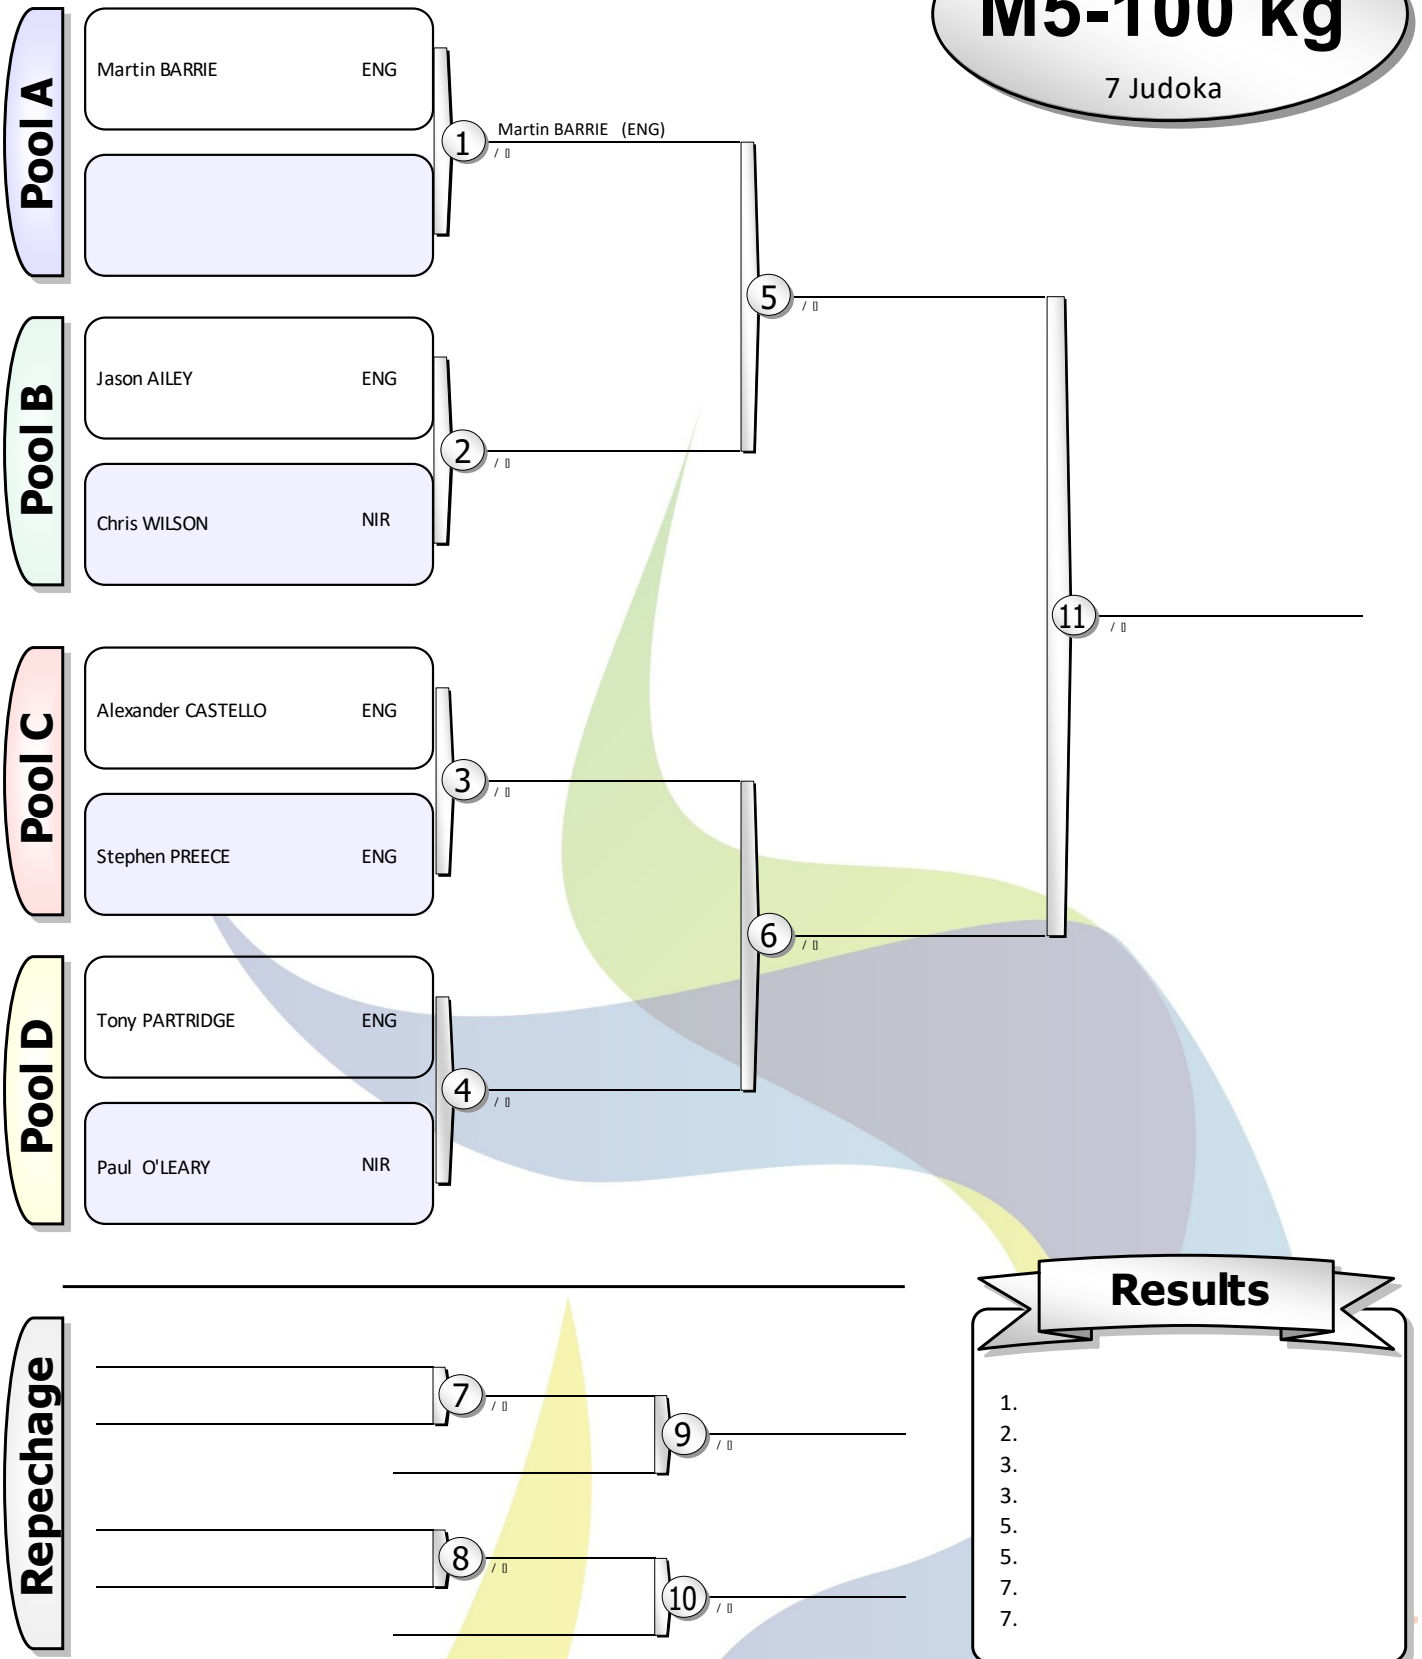 M5-100 kg
7 Judoka
Pool A
Martin BARRIE ENG
1
Martin BARRIE (ENG)
/ ▯
5
/ ▯
Pool B
Jason AILEY ENG
2
/ ▯
Chris WILSON NIR
11
/ ▯
Pool C
Alexander CASTELLO ENG
3
/ ▯
Stephen PREECE ENG
6
/ ▯
Pool D
Tony PARTRIDGE ENG
4
/ ▯
Paul O'LEARY NIR
Repechage
7
/ ▯
9
/ ▯
8
/ ▯
10
/ ▯
Results
1.
2.
3.
3.
5.
5.
7.
7.